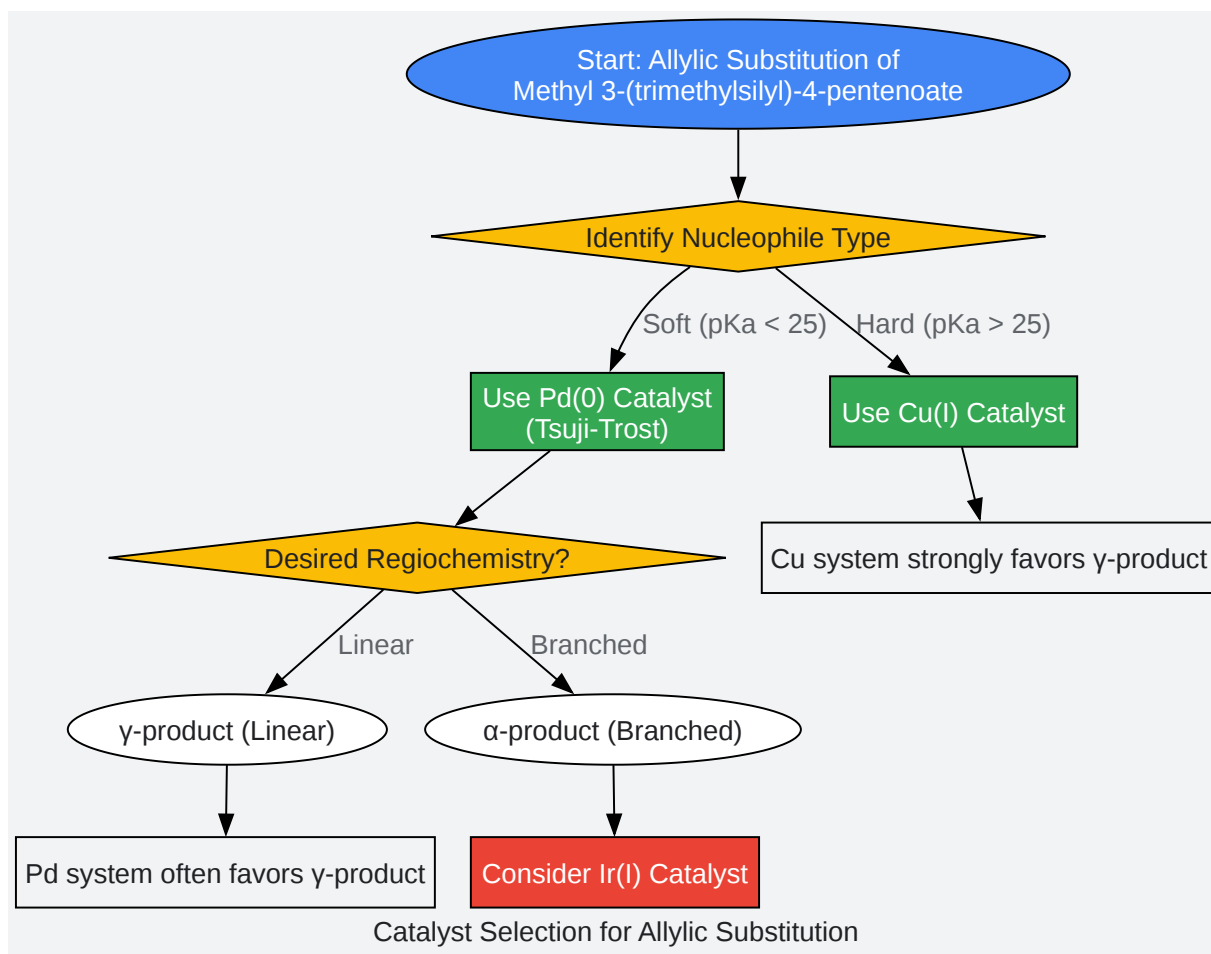 Start: Allylic Substitution of
Methyl 3-(trimethylsilyl)-4-pentenoate
Identify Nucleophile Type
Soft (pKa < 25)
Hard (pKa > 25)
Use Pd(0) Catalyst
(Tsuji-Trost)
Use Cu(I) Catalyst
Desired Regiochemistry?
Cu system strongly favors γ-product
Linear
Branched
γ-product (Linear)
α-product (Branched)
Pd system often favors γ-product
Consider Ir(I) Catalyst
Catalyst Selection for Allylic Substitution